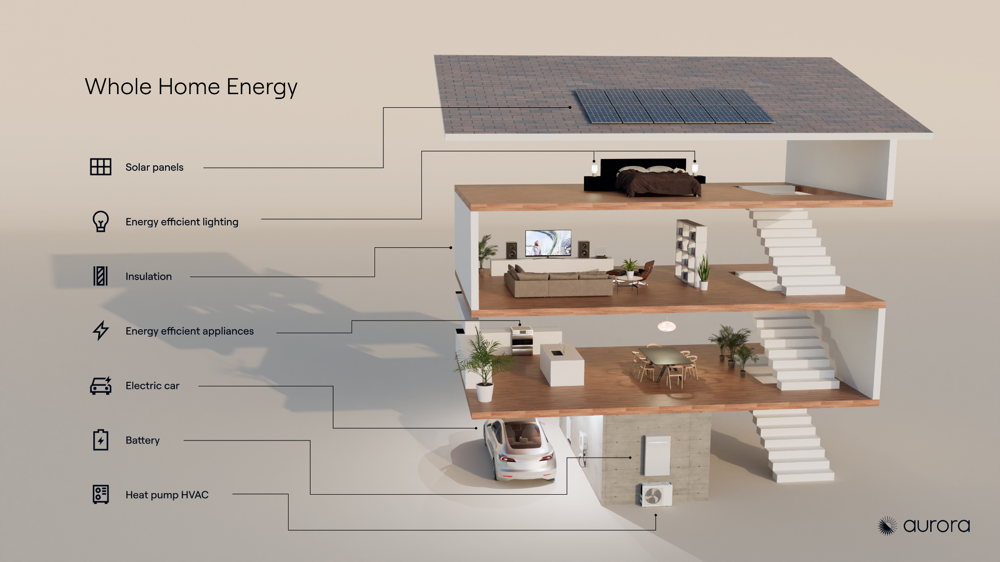 Whole Home Energy
Solar panels
Energy efficient lighting
Insulation
Energy efficient appliances
Electric car
Battery
Heat pump HVAC
aurora